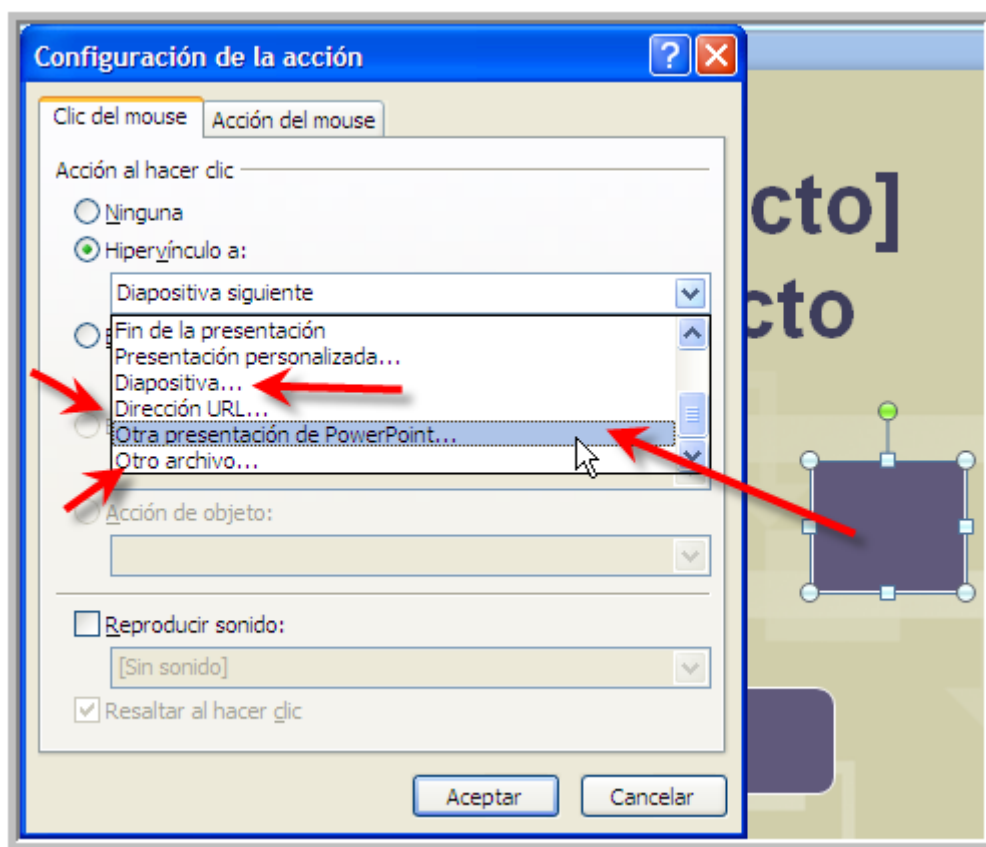 Configuración de la acción
Clic del mouse
Acción del mouse
Acción al hacer clic
Ninguna
Hipervínculo a:
Diapositiva siguiente
Fin de la presentación
Presentación personalizada...
Diapositiva...
Dirección URL...
Otra presentación de PowerPoint...
Otro archivo...
Acción de objeto:
Reproducir sonido:
[Sin sonido]
Resaltar al hacer clic
Aceptar
Cancelar
cto]
cto